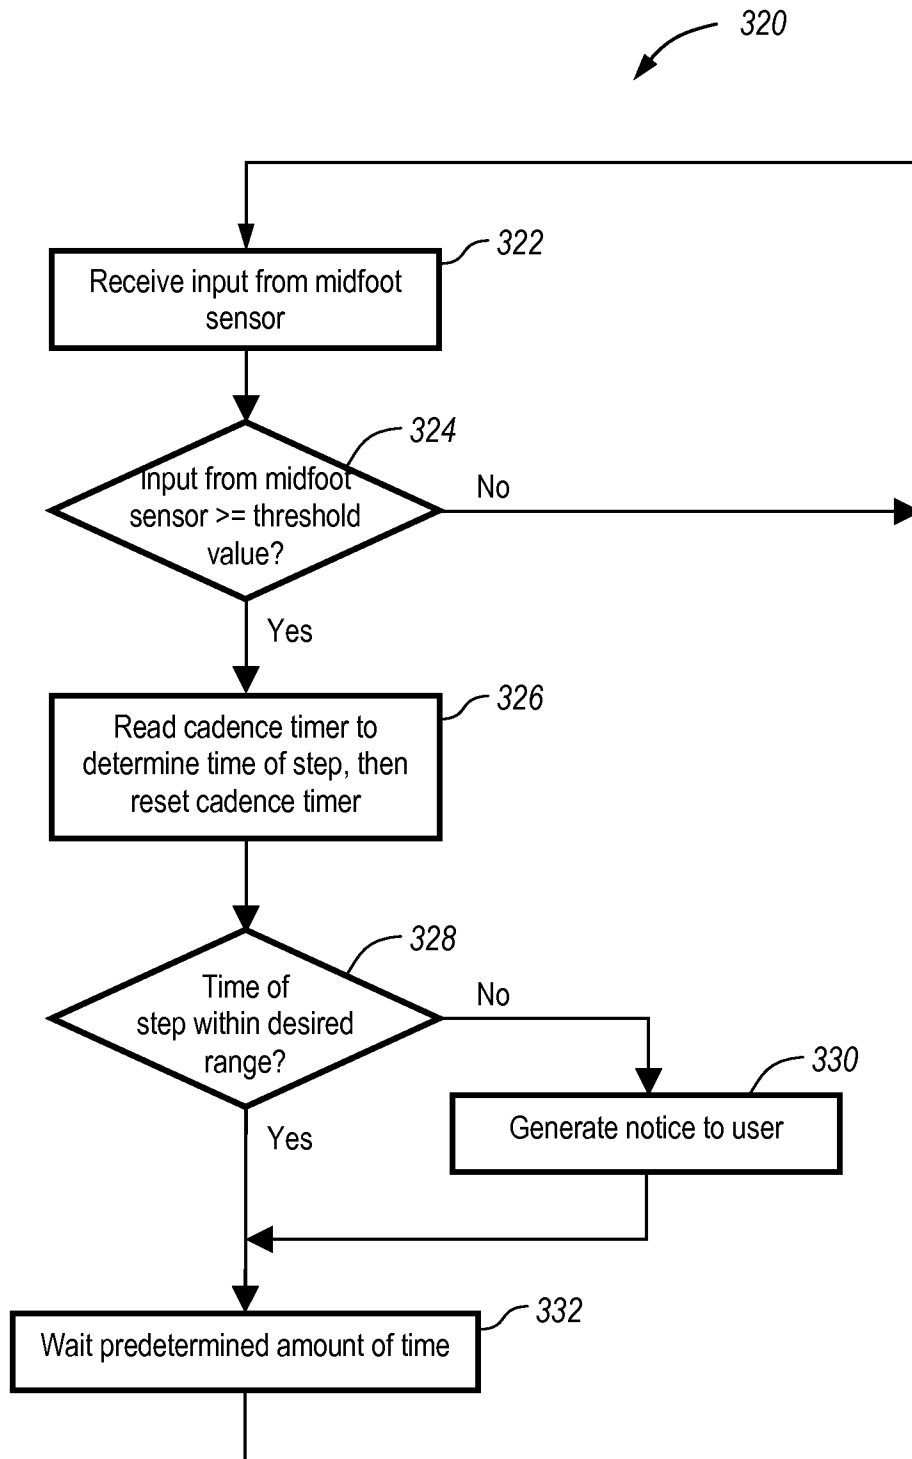 320
322
Receive input from midfoot
sensor
324
Input from midfoot
sensor >= threshold
value?
No
Yes
326
Read cadence timer to
determine time of step, then
reset cadence timer
328
Time of
step within desired
range?
No
330
Generate notice to user
Yes
332
Wait predetermined amount of time